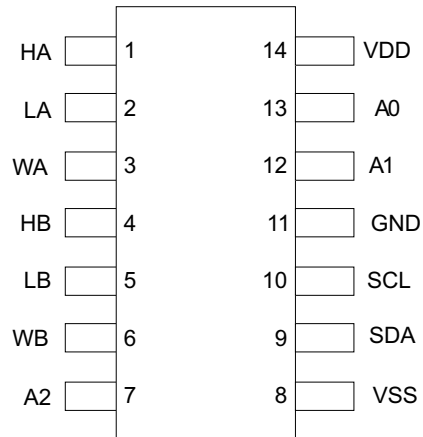 HA 1 14 VDD
LA 2 13 A0
WA 3 12 A1
HB 4 11 GND
LB 5 10 SCL
WB 6 9 SDA
A2 7 8 VSS